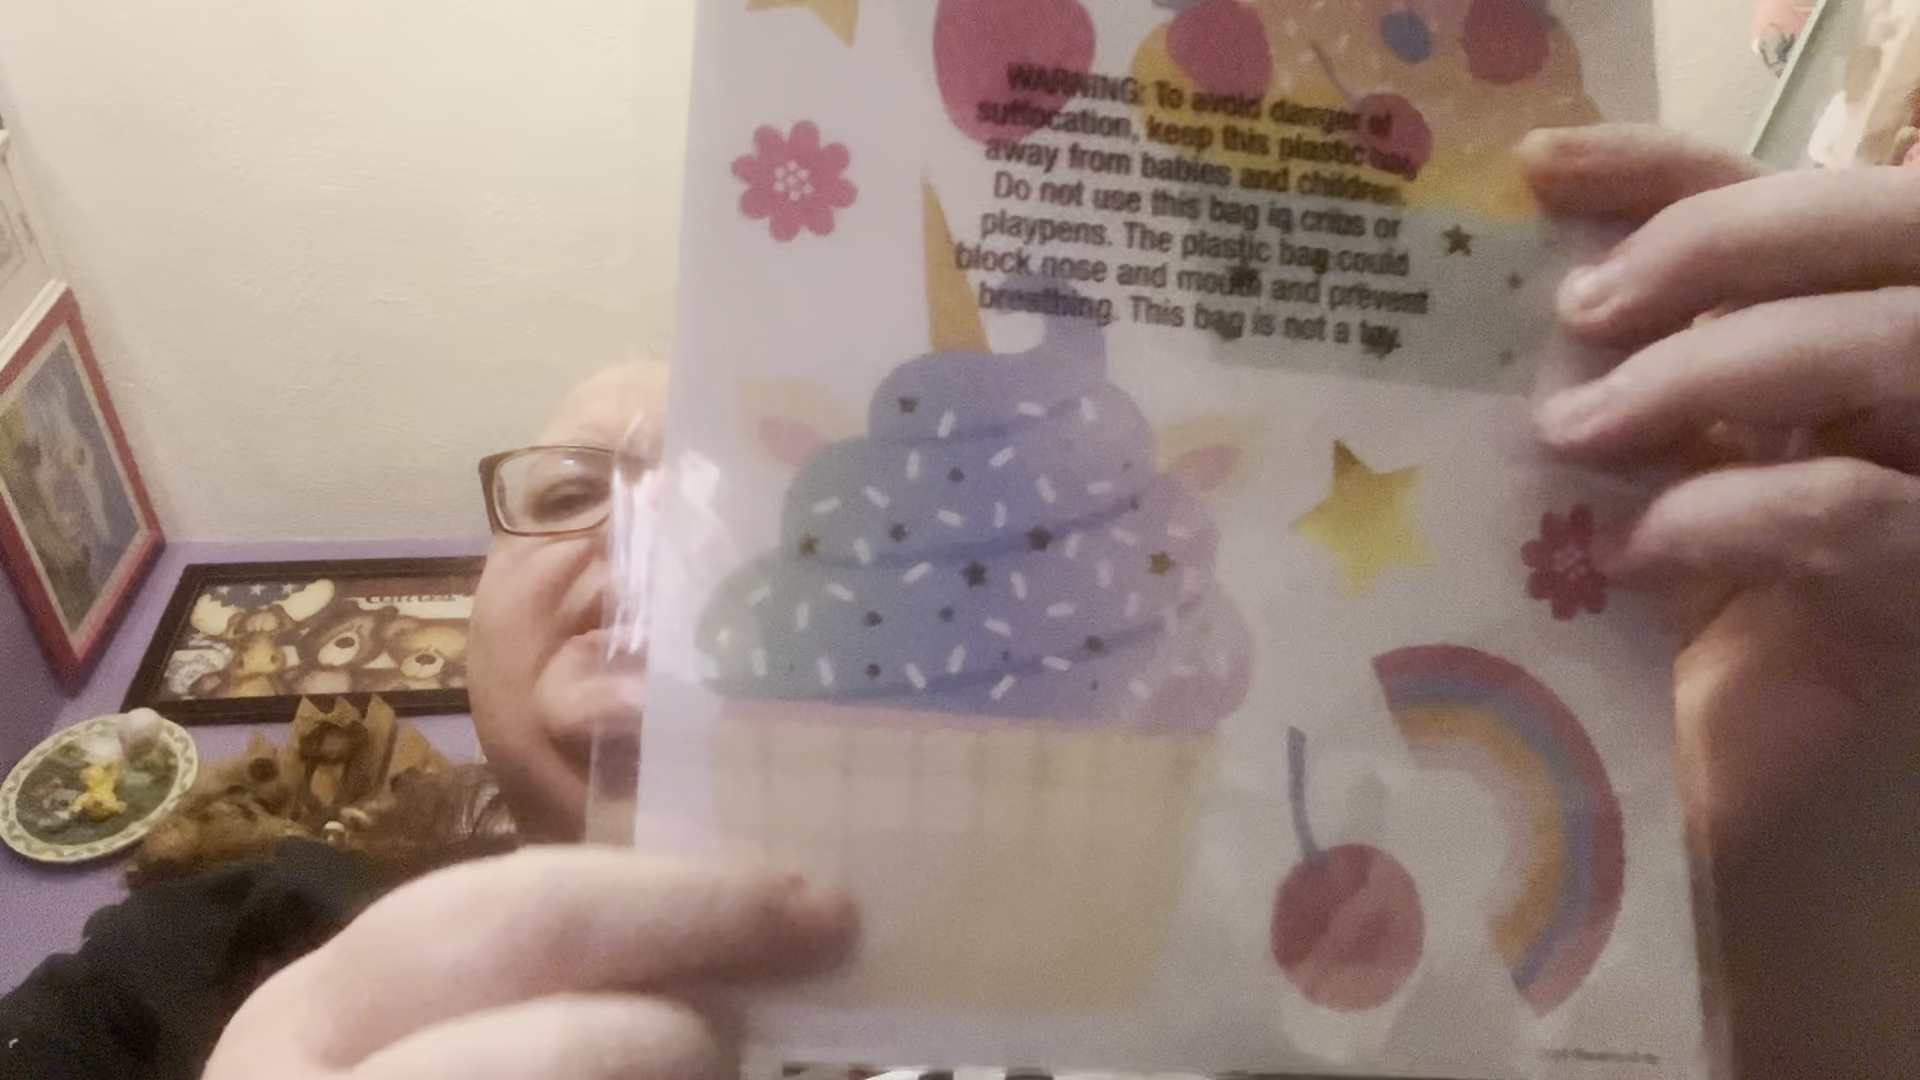 WARNING: To avoid danger of
suffocation, keep this plastic bag
away from babies and children.
Do not use this bag in cribs or
playpens. The plastic bag could
block nose and mouth and prevent
breathing. This bag is not a toy.